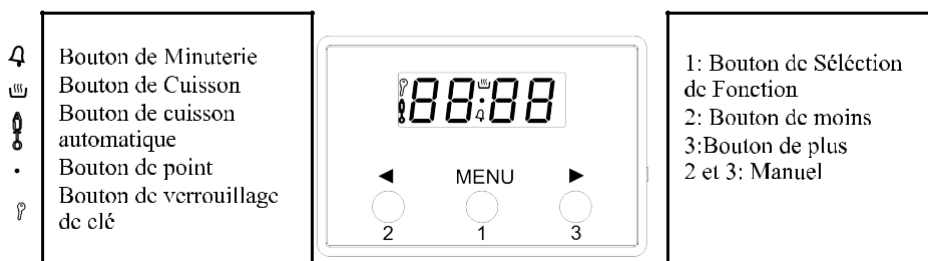 Bouton de Minuterie
Bouton de Cuisson
Bouton de cuisson
automatique
Bouton de point
Bouton de verrouillage
de clé
88:88
◄ MENU ►
2 1 3
1: Bouton de Séléction
de Fonction
2: Bouton de moins
3:Bouton de plus
2 et 3: Manuel